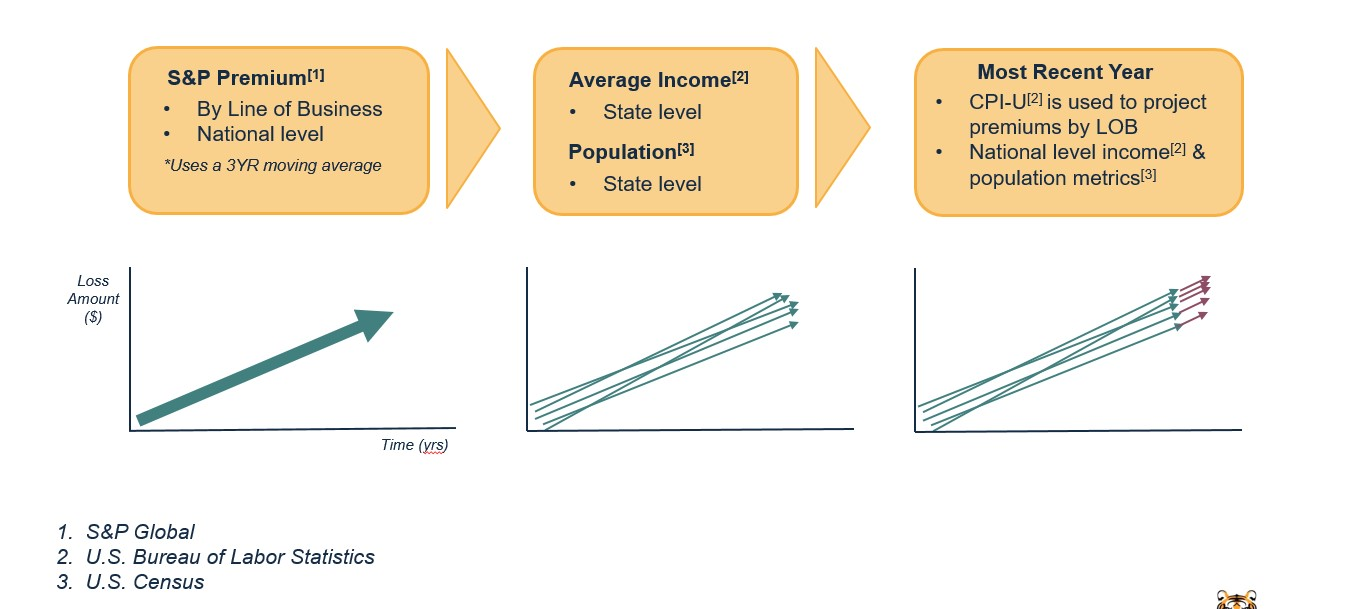 S&P Premium[1]
• By Line of Business
• National level
*Uses a 3YR moving average
Average Income[2]
• State level
Population[3]
• State level
Most Recent Year
• CPI-U[2] is used to project
premiums by LOB
• National level income[2] &
population metrics[3]
Loss
Amount
($)
Time (yrs)
1. S&P Global
2. U.S. Bureau of Labor Statistics
3. U.S. Census